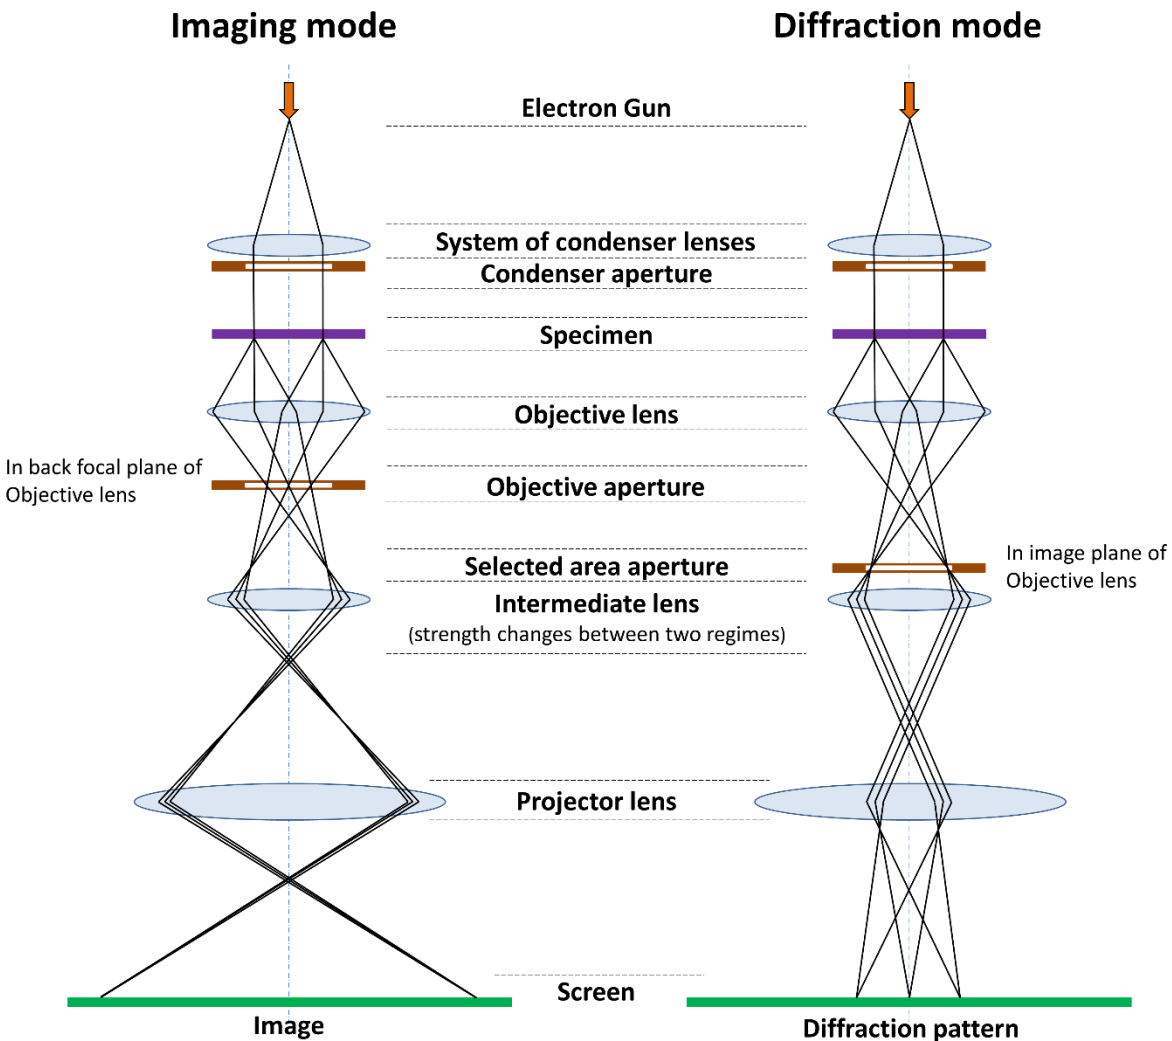 Imaging mode
Diffraction mode
Electron Gun
System of condenser lenses
Condenser aperture
Specimen
Objective lens
In back focal plane of
Objective lens
Objective aperture
Selected area aperture
In image plane of
Objective lens
Intermediate lens
(strength changes between two regimes)
Projector lens
Screen
Image
Diffraction pattern